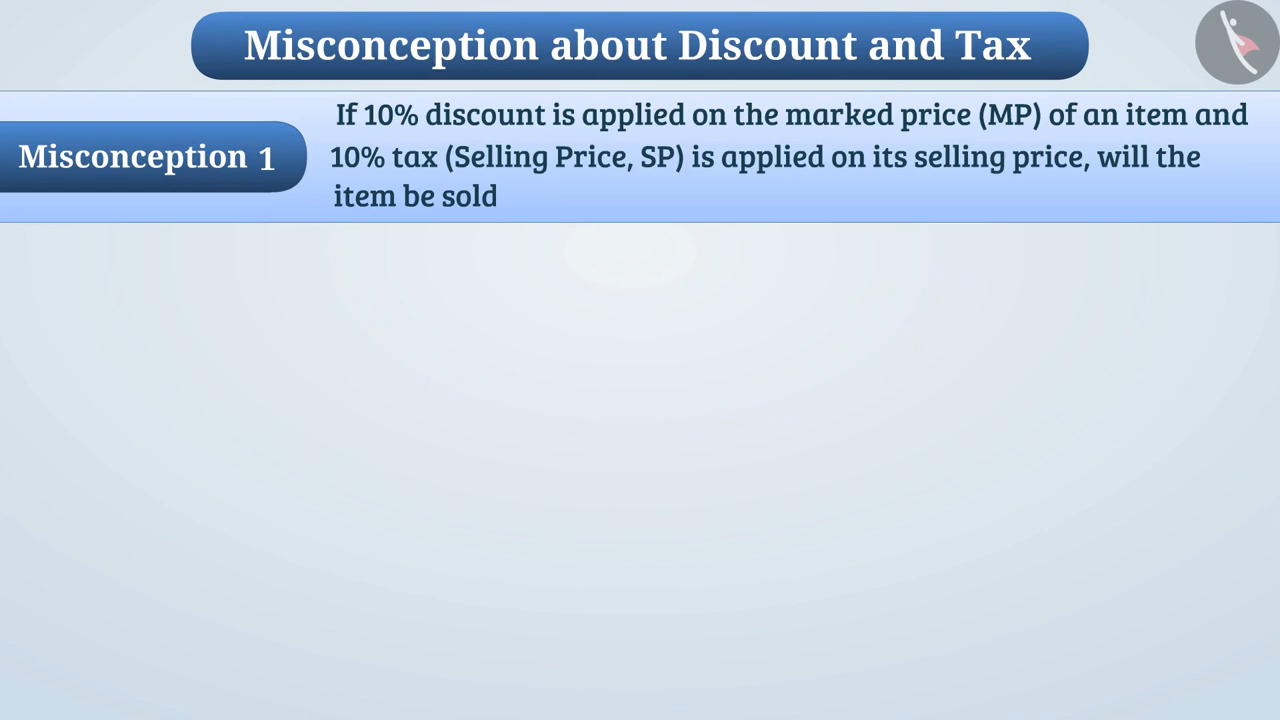 Misconception about Discount and Tax
If 10% discount is applied on the marked price (MP) of an item and
Misconception 1
10% tax (Selling Price, SP) is applied on its selling price, will the
item be sold